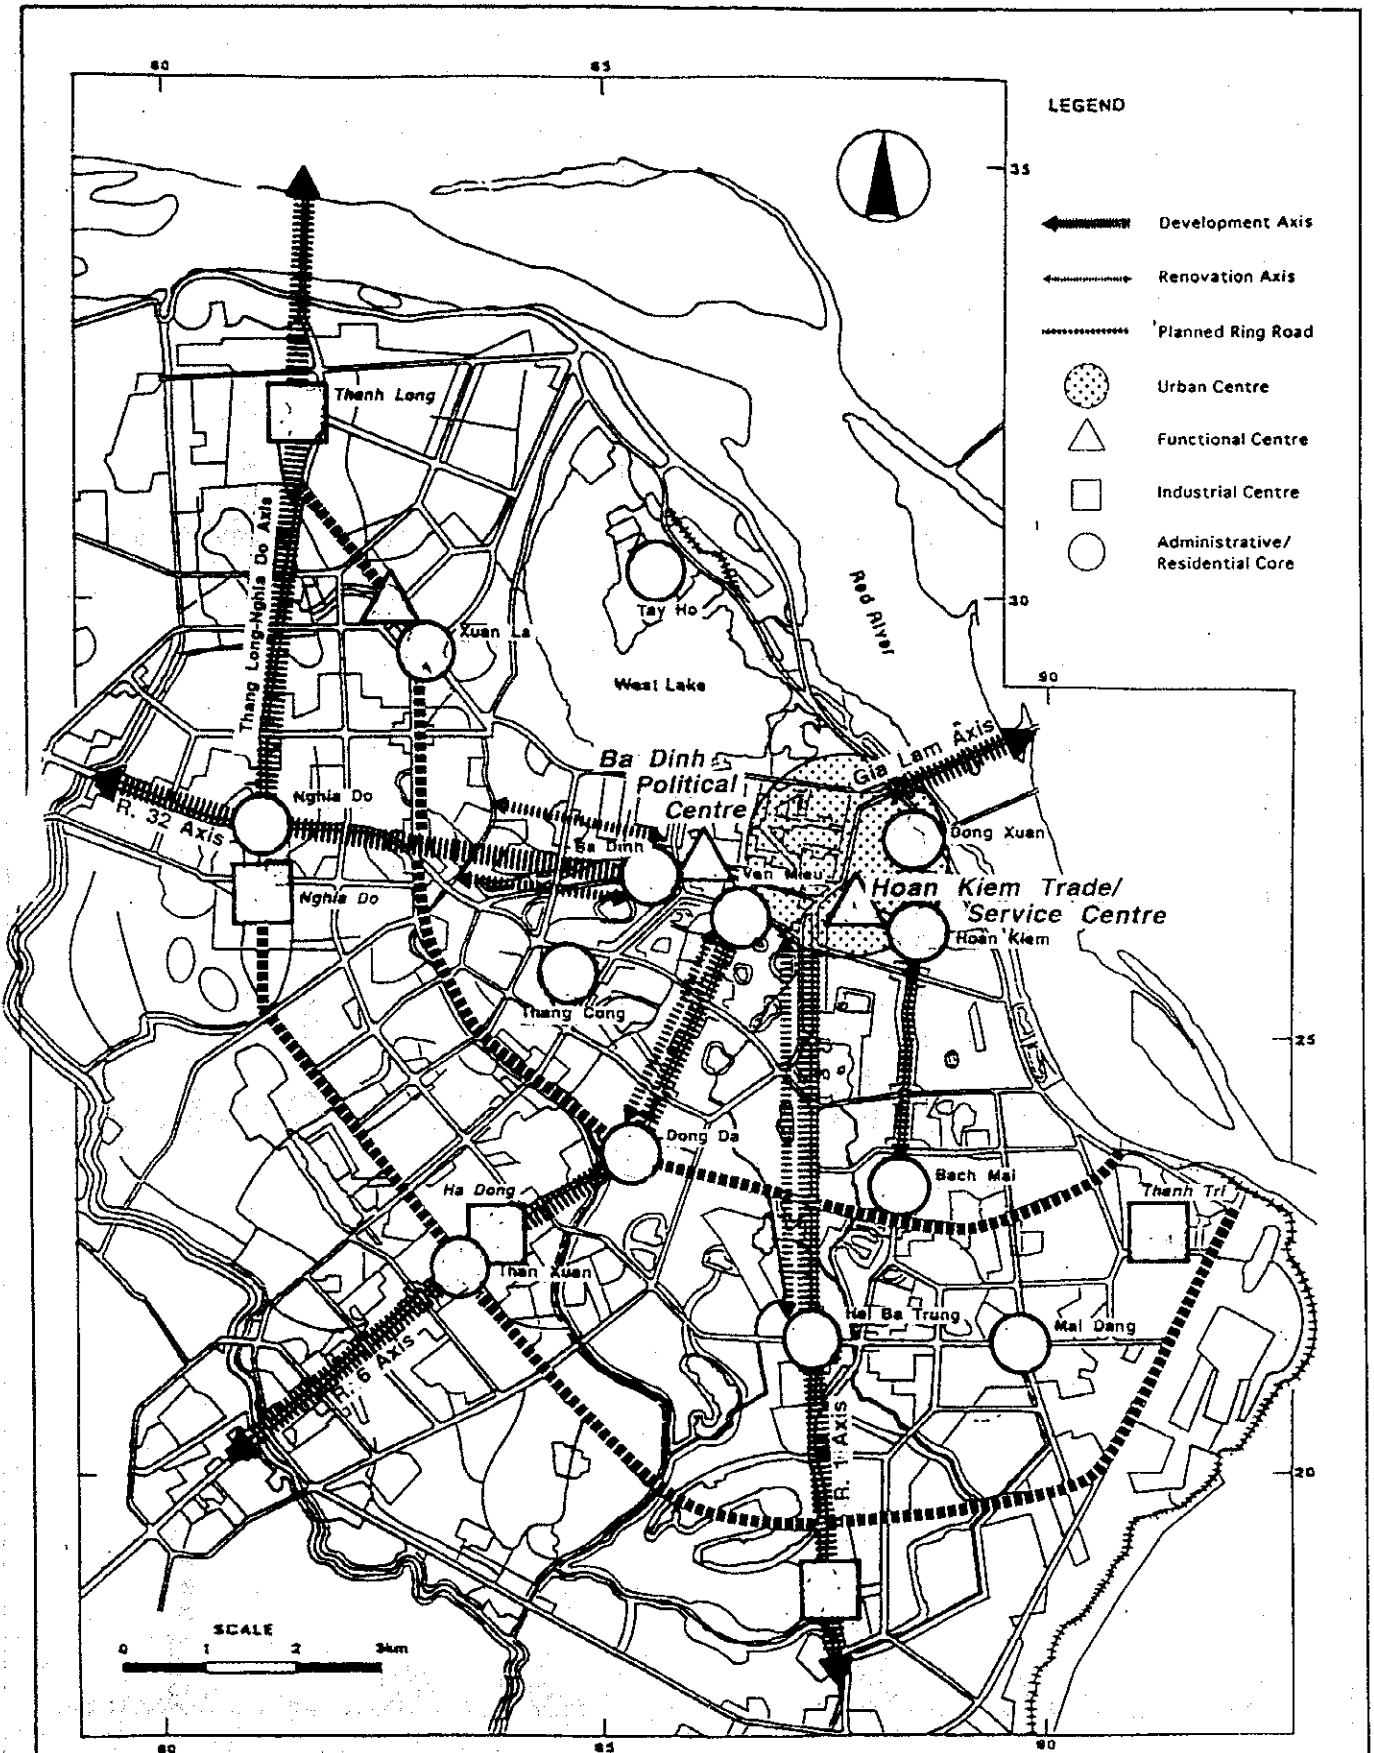 80
85
LEGEND
35
Development Axis
Renovation Axis
Planned Ring Road
Urban Centre
Functional Centre
Industrial Centre
Administrative/
Residential Core
Thanh Long
Thang Long-Nghia Do Axis
Tay Ho
Red River
30
Xuan La
West Lake
90
Gia Lam Axis
Ba Dinh
Political
Centre
Nghia Do
R. 32 Axis
Dong Xuan
Ba Dinh
Van Mieu
Hoan Kiem Trade/
Service Centre
Nghia Do
Hoan Kiem
Thang Cong
25
Dong Da
Bach Mai
Ha Dong
Thanh Tri
Than Xuan
Hai Ba Trung
Mai Dang
R. 6 Axis
R. 1 Axis
20
SCALE
0 1 2 3km
80
85
90